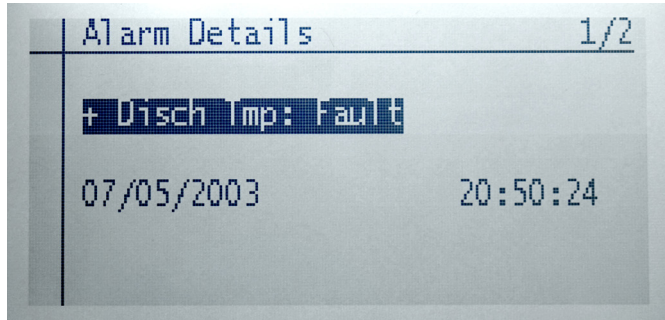 Alarm Details 1/2
+ Disch Tmp: Fault
07/05/2003 20:50:24